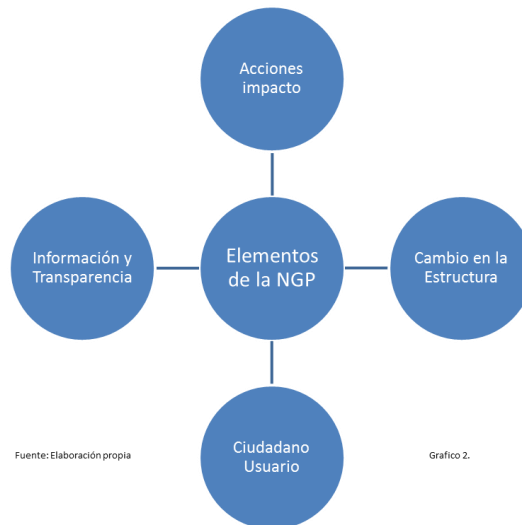 Acciones
impacto
Información y
Transparencia
Elementos
de la NGP
Cambio en la
Estructura
Ciudadano
Usuario
Fuente: Elaboración propia
Grafico 2.